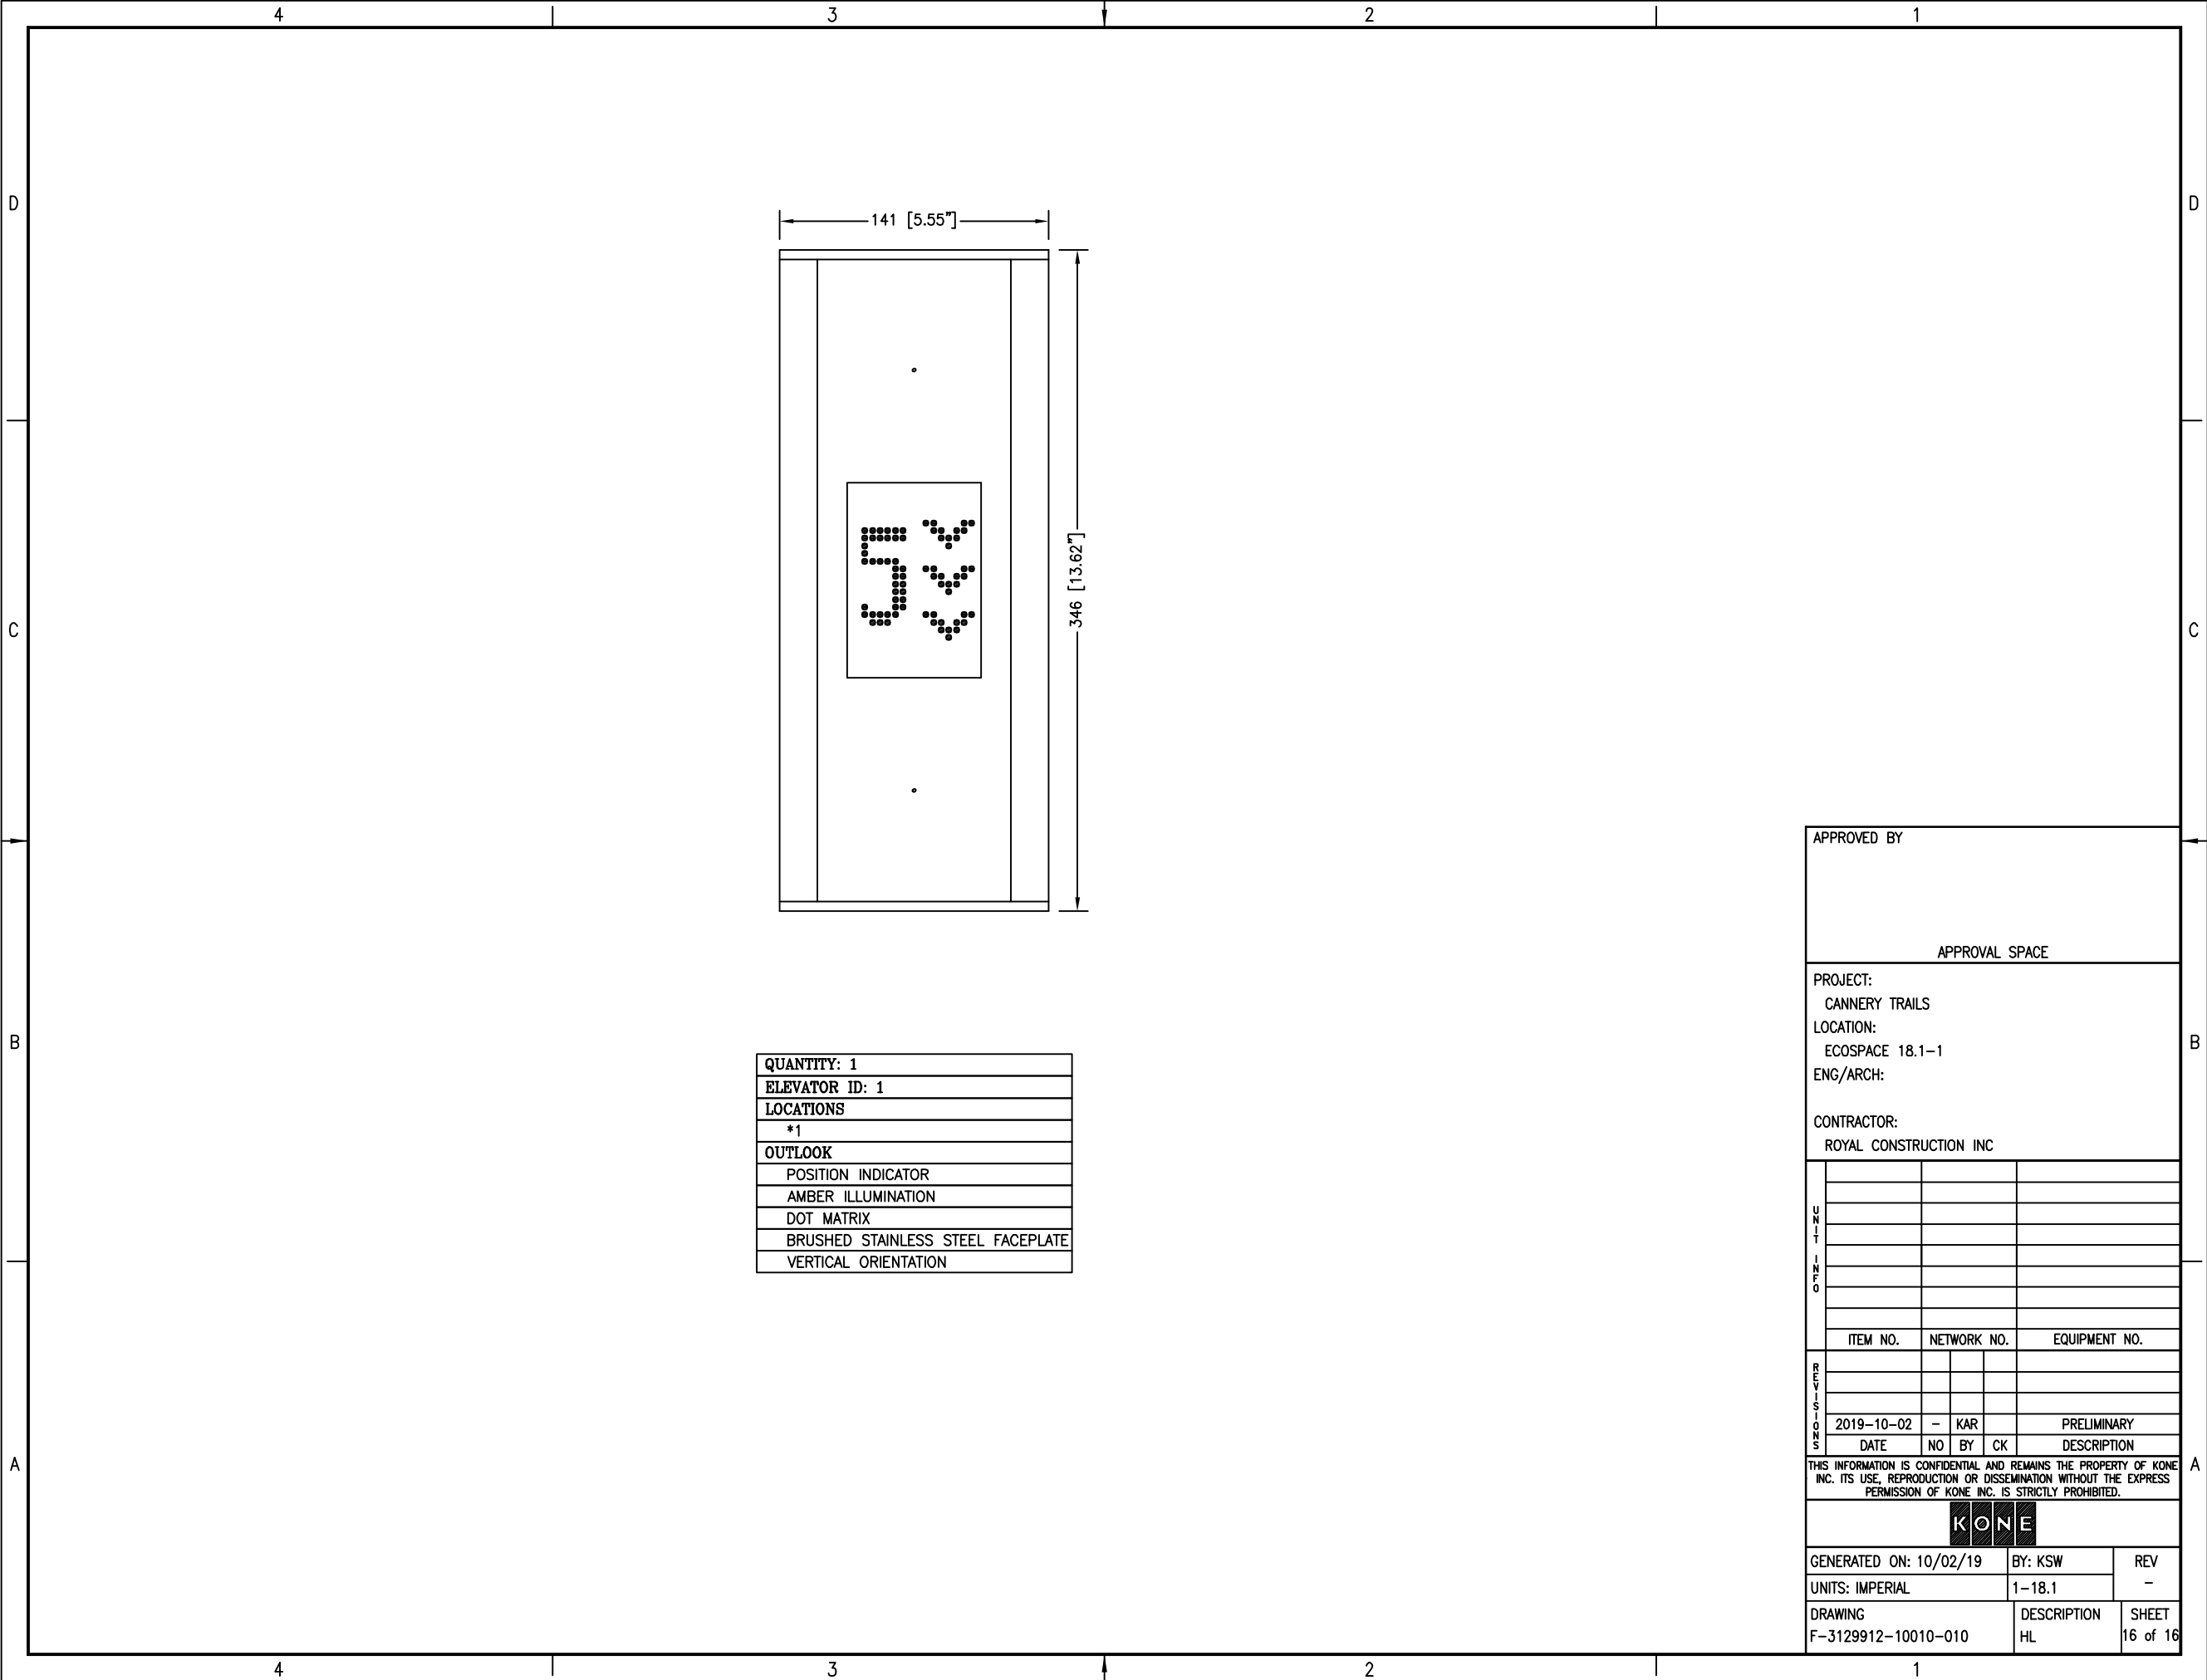 4 3 2 1
D D
141 [5.55"]
346 [13.62"]
5
C C
APPROVED BY
APPROVAL SPACE
PROJECT:
CANNERY TRAILS
LOCATION:
ECOSPACE 18.1-1
ENG/ARCH:
CONTRACTOR:
ROYAL CONSTRUCTION INC
B B
QUANTITY: 1
ELEVATOR ID: 1
LOCATIONS
*1
OUTLOOK
POSITION INDICATOR
AMBER ILLUMINATION
DOT MATRIX
BRUSHED STAINLESS STEEL FACEPLATE
VERTICAL ORIENTATION
UNIT INFO
ITEM NO. NETWORK NO. EQUIPMENT NO.
REVISIONS
2019-10-02 - KAR PRELIMINARY
DATE NO BY CK DESCRIPTION
A A
THIS INFORMATION IS CONFIDENTIAL AND REMAINS THE PROPERTY OF KONE
INC. ITS USE, REPRODUCTION OR DISSEMINATION WITHOUT THE EXPRESS
PERMISSION OF KONE INC. IS STRICTLY PROHIBITED.
KONE
GENERATED ON: 10/02/19 BY: KSW REV
UNITS: IMPERIAL 1-18.1 -
DRAWING DESCRIPTION SHEET
F-3129912-10010-010 HL 16 of 16
4 3 2 1